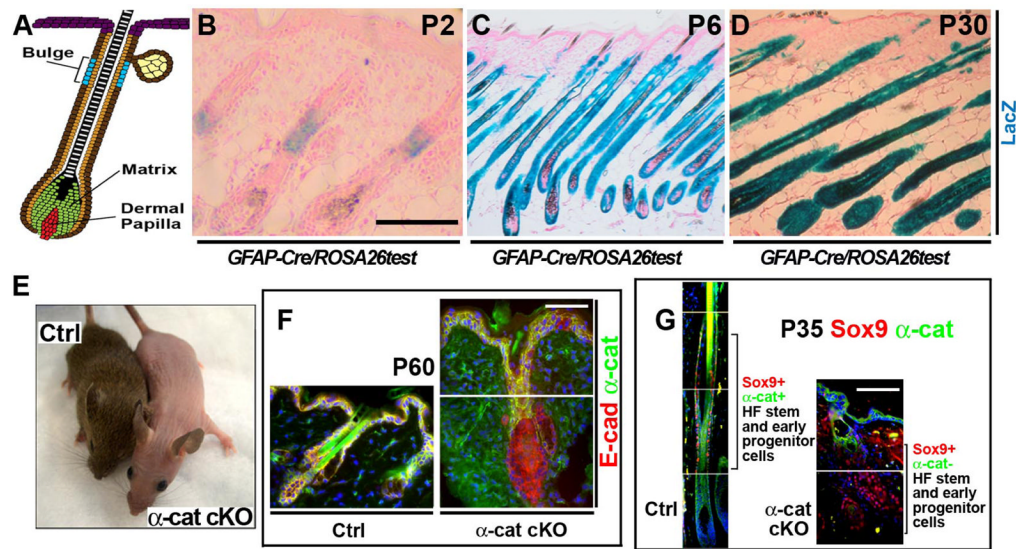 A
Bulge
Matrix
Dermal
Papilla
B
P2
C
P6
D
P30
LacZ
GFAP-Cre/ROSA26test
GFAP-Cre/ROSA26test
GFAP-Cre/ROSA26test
E
Ctrl
α-cat cKO
F
P60
E-cad α-cat
Ctrl
α-cat cKO
G
P35 Sox9 α-cat
Sox9+
α-cat+
HF stem
and early
progenitor
cells
Ctrl
Sox9+
α-cat-
HF stem
and early
progenitor
cells
α-cat
cKO